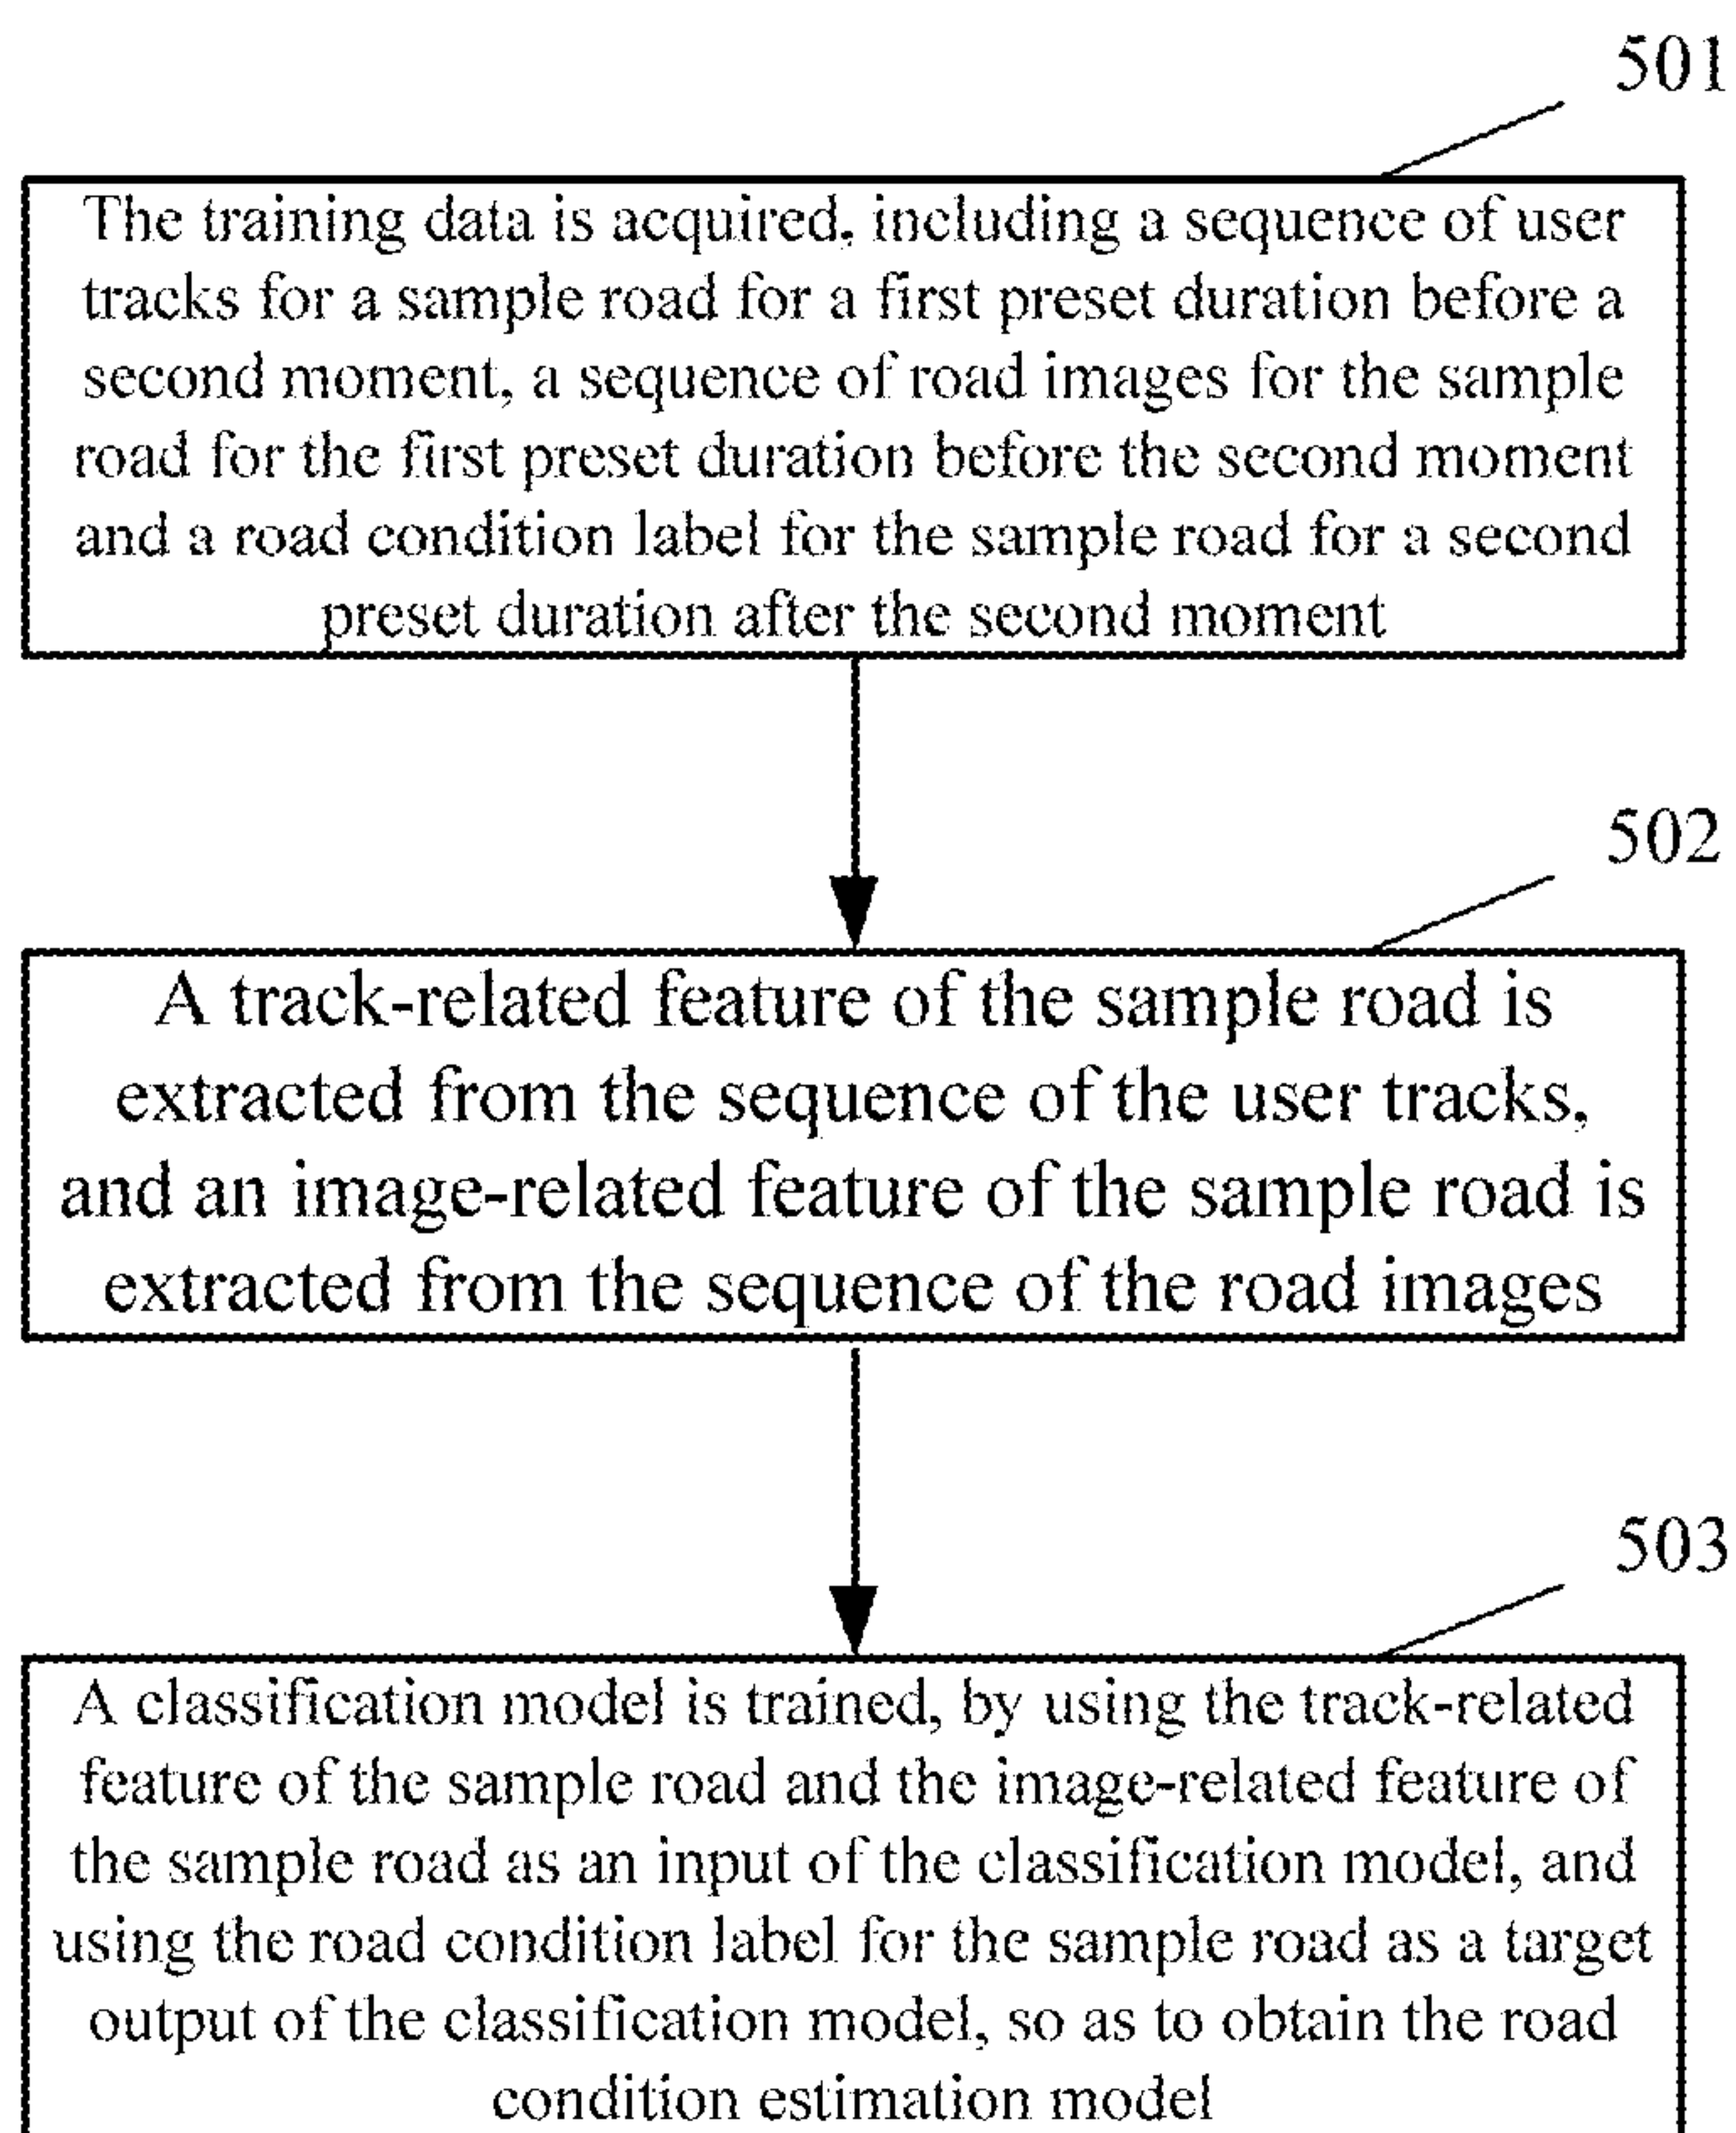 501
The training data is acquired, including a sequence of user
tracks for a sample road for a first preset duration before a
second moment, a sequence of road images for the sample
road for the first preset duration before the second moment
and a road condition label for the sample road for a second
preset duration after the second moment
502
A track-related feature of the sample road is
extracted from the sequence of the user tracks,
and an image-related feature of the sample road is
extracted from the sequence of the road images
503
A classification model is trained, by using the track-related
feature of the sample road and the image-related feature of
the sample road as an input of the classification model, and
using the road condition label for the sample road as a target
output of the classification model, so as to obtain the road
condition estimation model